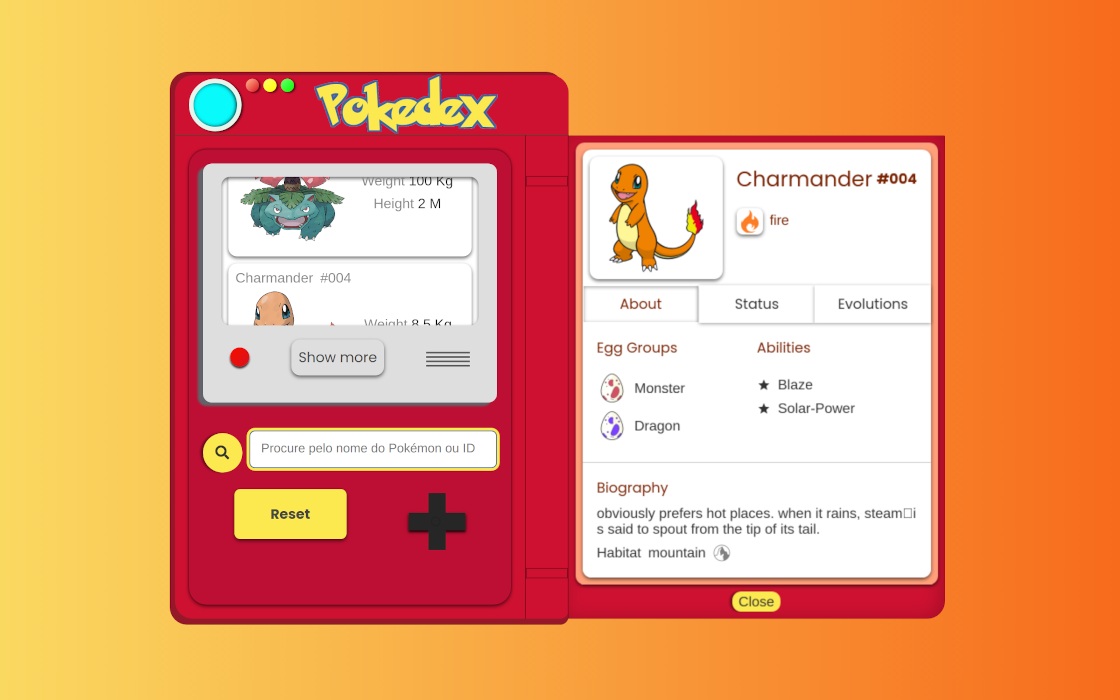 Pokedex
Weight 100 Kg
Height 2 M
Charmander #004
Weight 8.5 Kg
Show more
Procure pelo nome do Pokémon ou ID
Reset
Charmander #004
fire
About Status Evolutions
Egg Groups Abilities
Monster Blaze
Dragon Solar-Power
Biography
obviously prefers hot places. when it rains, steam□i
s said to spout from the tip of its tail.
Habitat mountain
Close